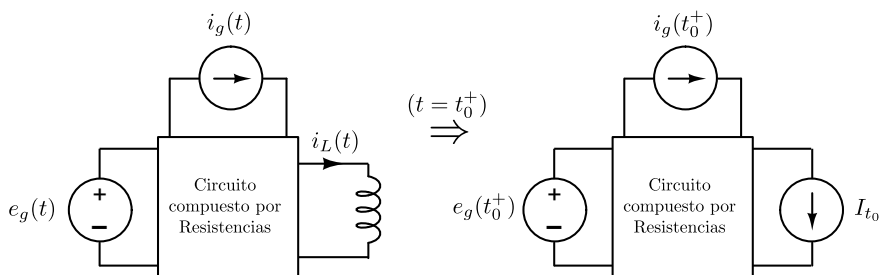 i_g(t)
i_g(t_0^+)
(t = t_0^+)
⇒
i_L(t)
e_g(t)
+
−
Circuito
compuesto por
Resistencias
e_g(t_0^+)
+
−
Circuito
compuesto por
Resistencias
I_{t_0}